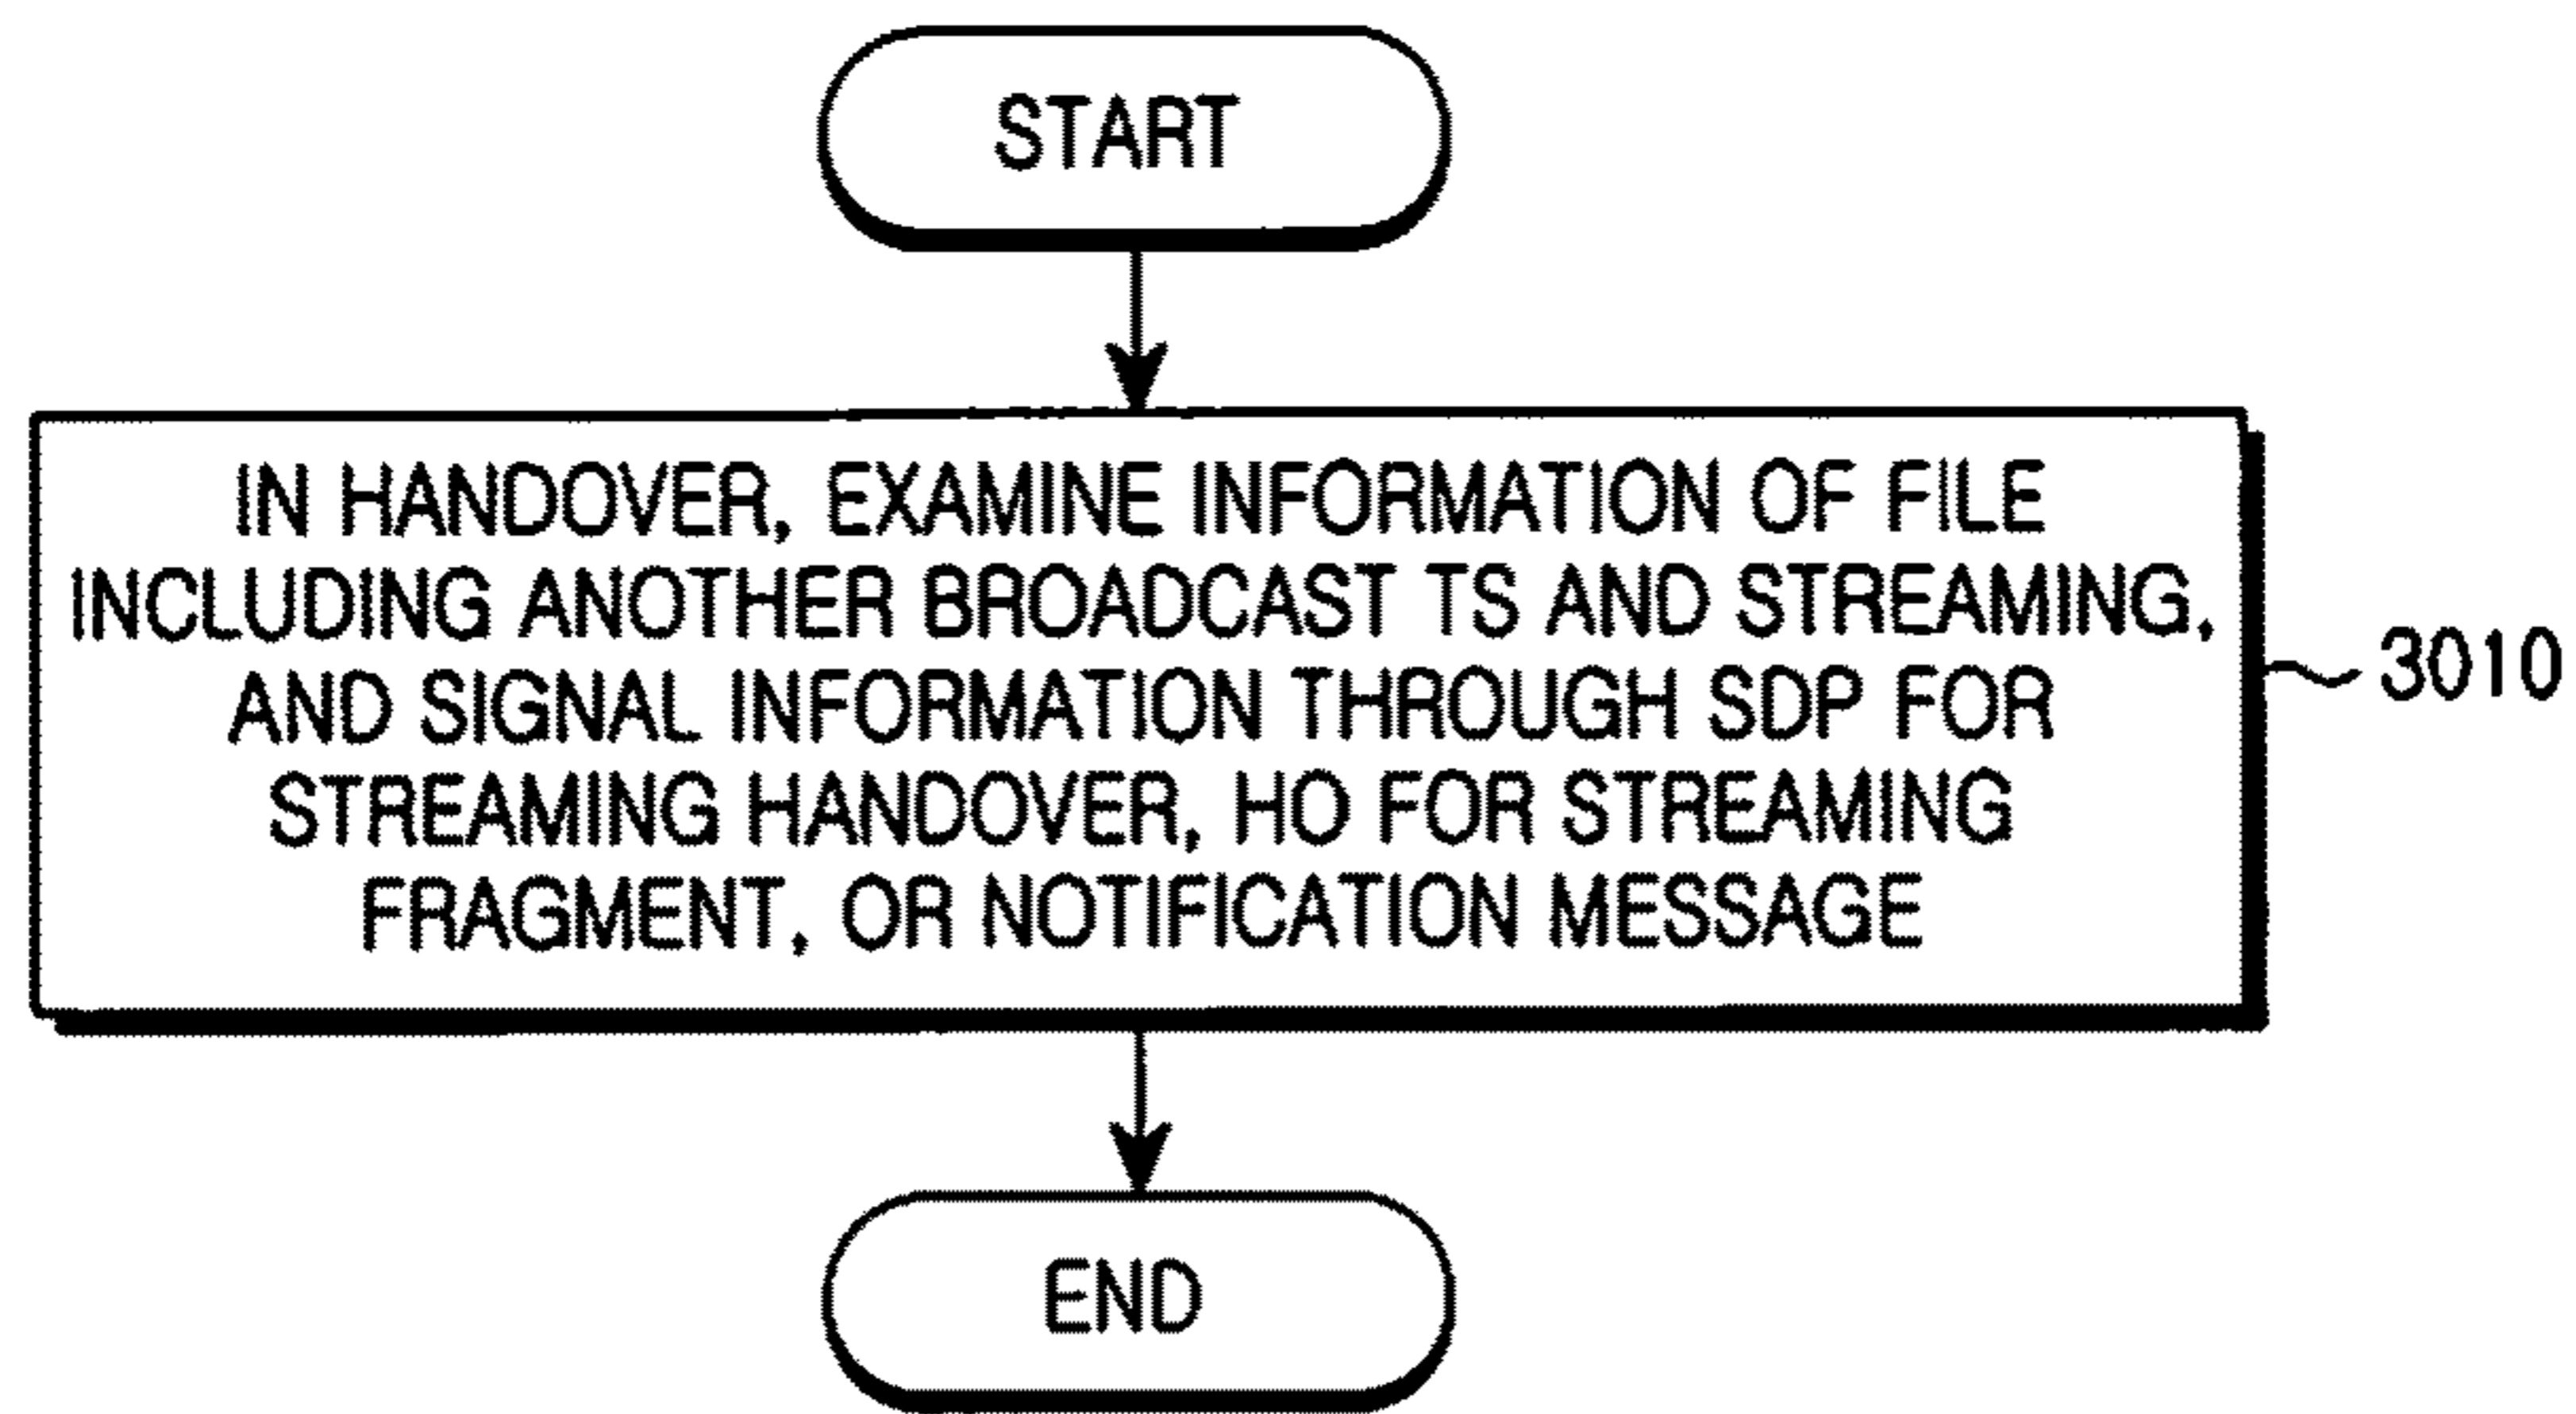 START
IN HANDOVER, EXAMINE INFORMATION OF FILE
INCLUDING ANOTHER BROADCAST TS AND STREAMING,
AND SIGNAL INFORMATION THROUGH SDP FOR
STREAMING HANDOVER, HO FOR STREAMING
FRAGMENT, OR NOTIFICATION MESSAGE
3010
END